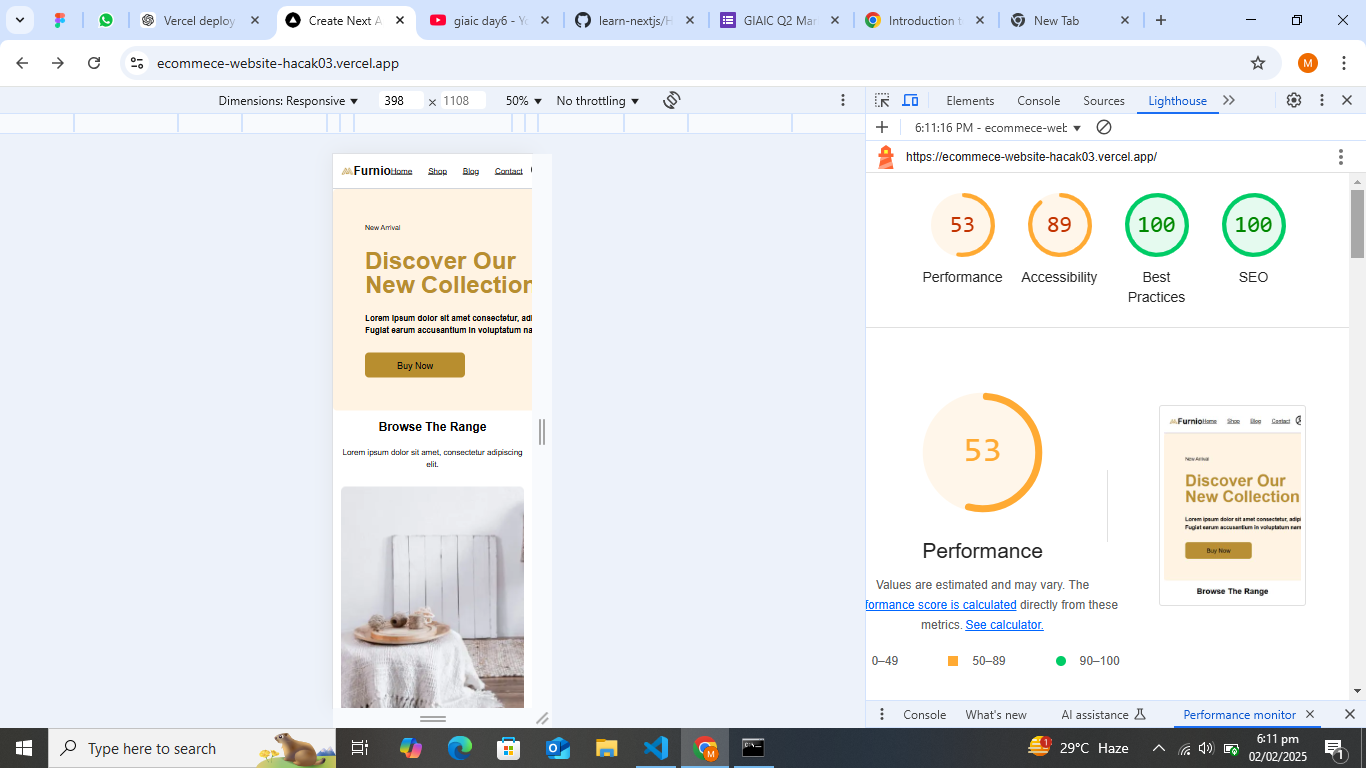 Vercel deploy
Create Next A
giaic day6 - Yo
learn-nextjs/H
GIAIC Q2 Mar
Introduction t
New Tab
ecommece-website-hacak03.vercel.app
M
Dimensions: Responsive
398 × 1108
50%
No throttling
Elements
Console
Sources
Lighthouse
6:11:16 PM - ecommece-web
https://ecommece-website-hacak03.vercel.app/
Furnio
Home
Shop
Blog
Contact
New Arrival
Discover Our
New Collection
Lorem ipsum dolor sit amet consectetur, adi
Fugiat earum accusantium in voluptatum na
Buy Now
Browse The Range
Lorem ipsum dolor sit amet, consectetur adipiscing
elit.
53
89
100
100
Performance
Accessibility
Best
Practices
SEO
53
Performance
Values are estimated and may vary. The
formance score is calculated directly from these
metrics. See calculator.
0–49
50–89
90–100
Furnio
Home
Shop
Blog
Contact
New Arrival
Discover Our
New Collection
Lorem ipsum dolor sit amet consectetur, adip
Fugiat earum accusantium in voluptatum nam
Buy Now
Browse The Range
Console
What's new
AI assistance
Performance monitor
Type here to search
M
1
29°C Haze
6:11 pm
02/02/2025
1